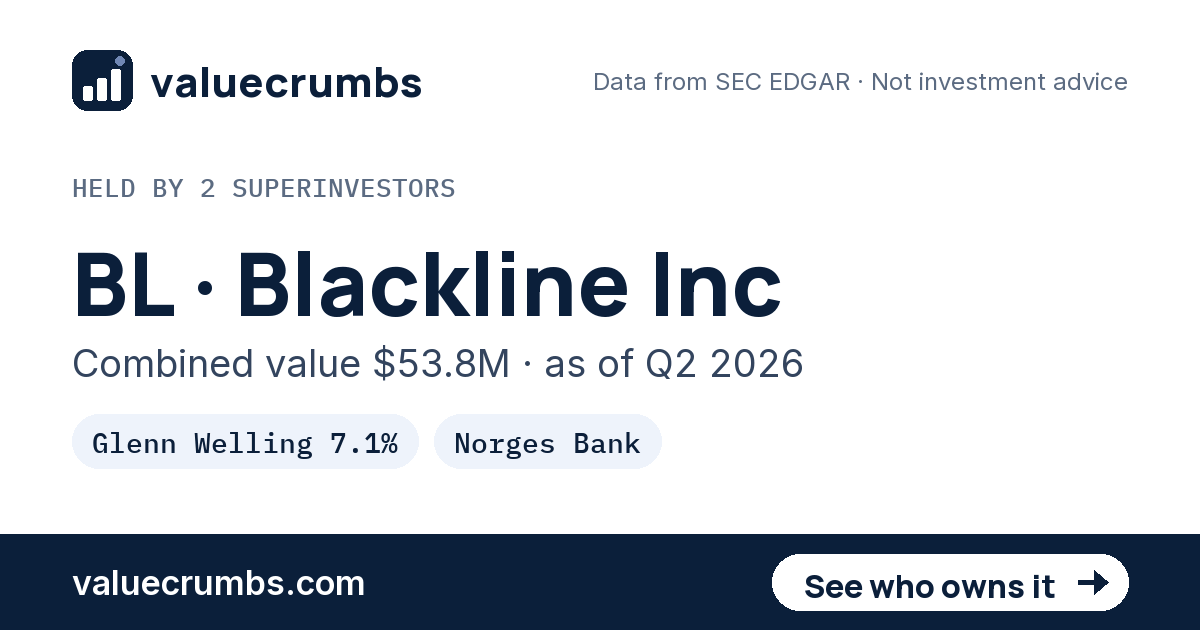 valuecrumbs
Data from SEC EDGAR · Not investment advice
HELD BY 2 SUPERINVESTORS
BL · Blackline Inc
Combined value $53.8M · as of Q2 2026
Glenn Welling 7.1%
Norges Bank
valuecrumbs.com
See who owns it →